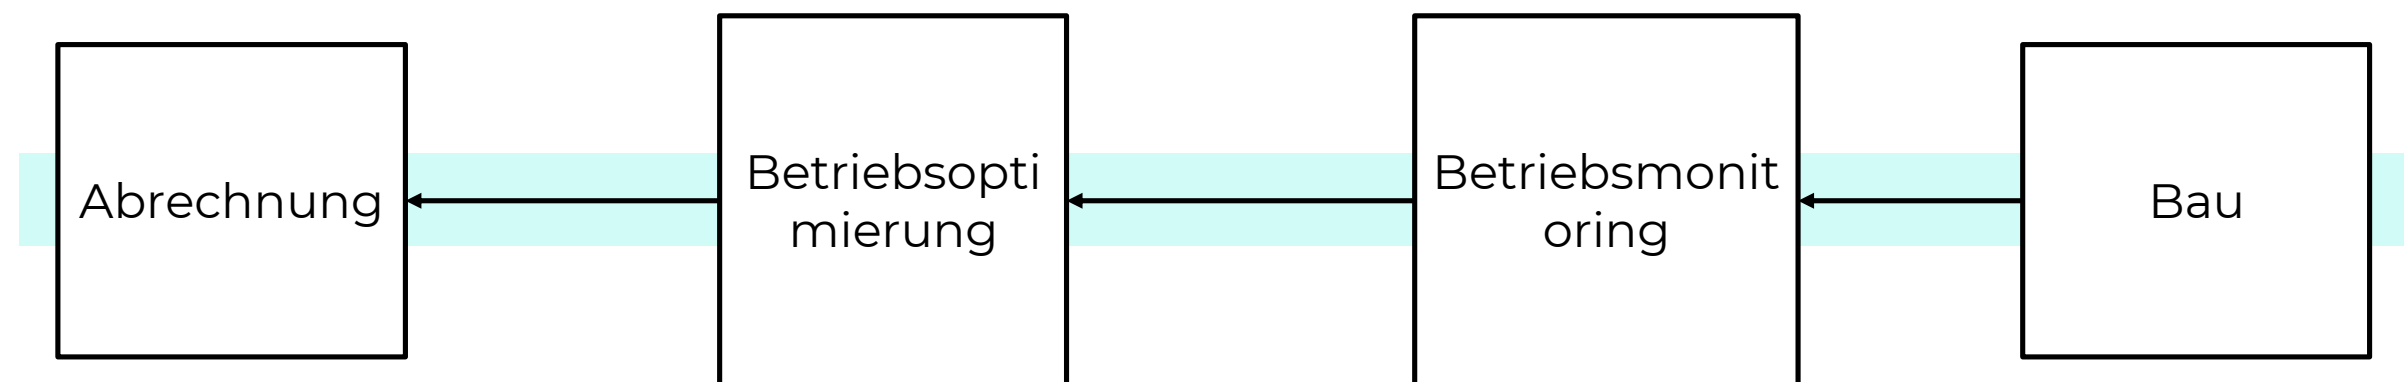 Abrechnung
Betriebsopti
mierung
Betriebsmonit
oring
Bau